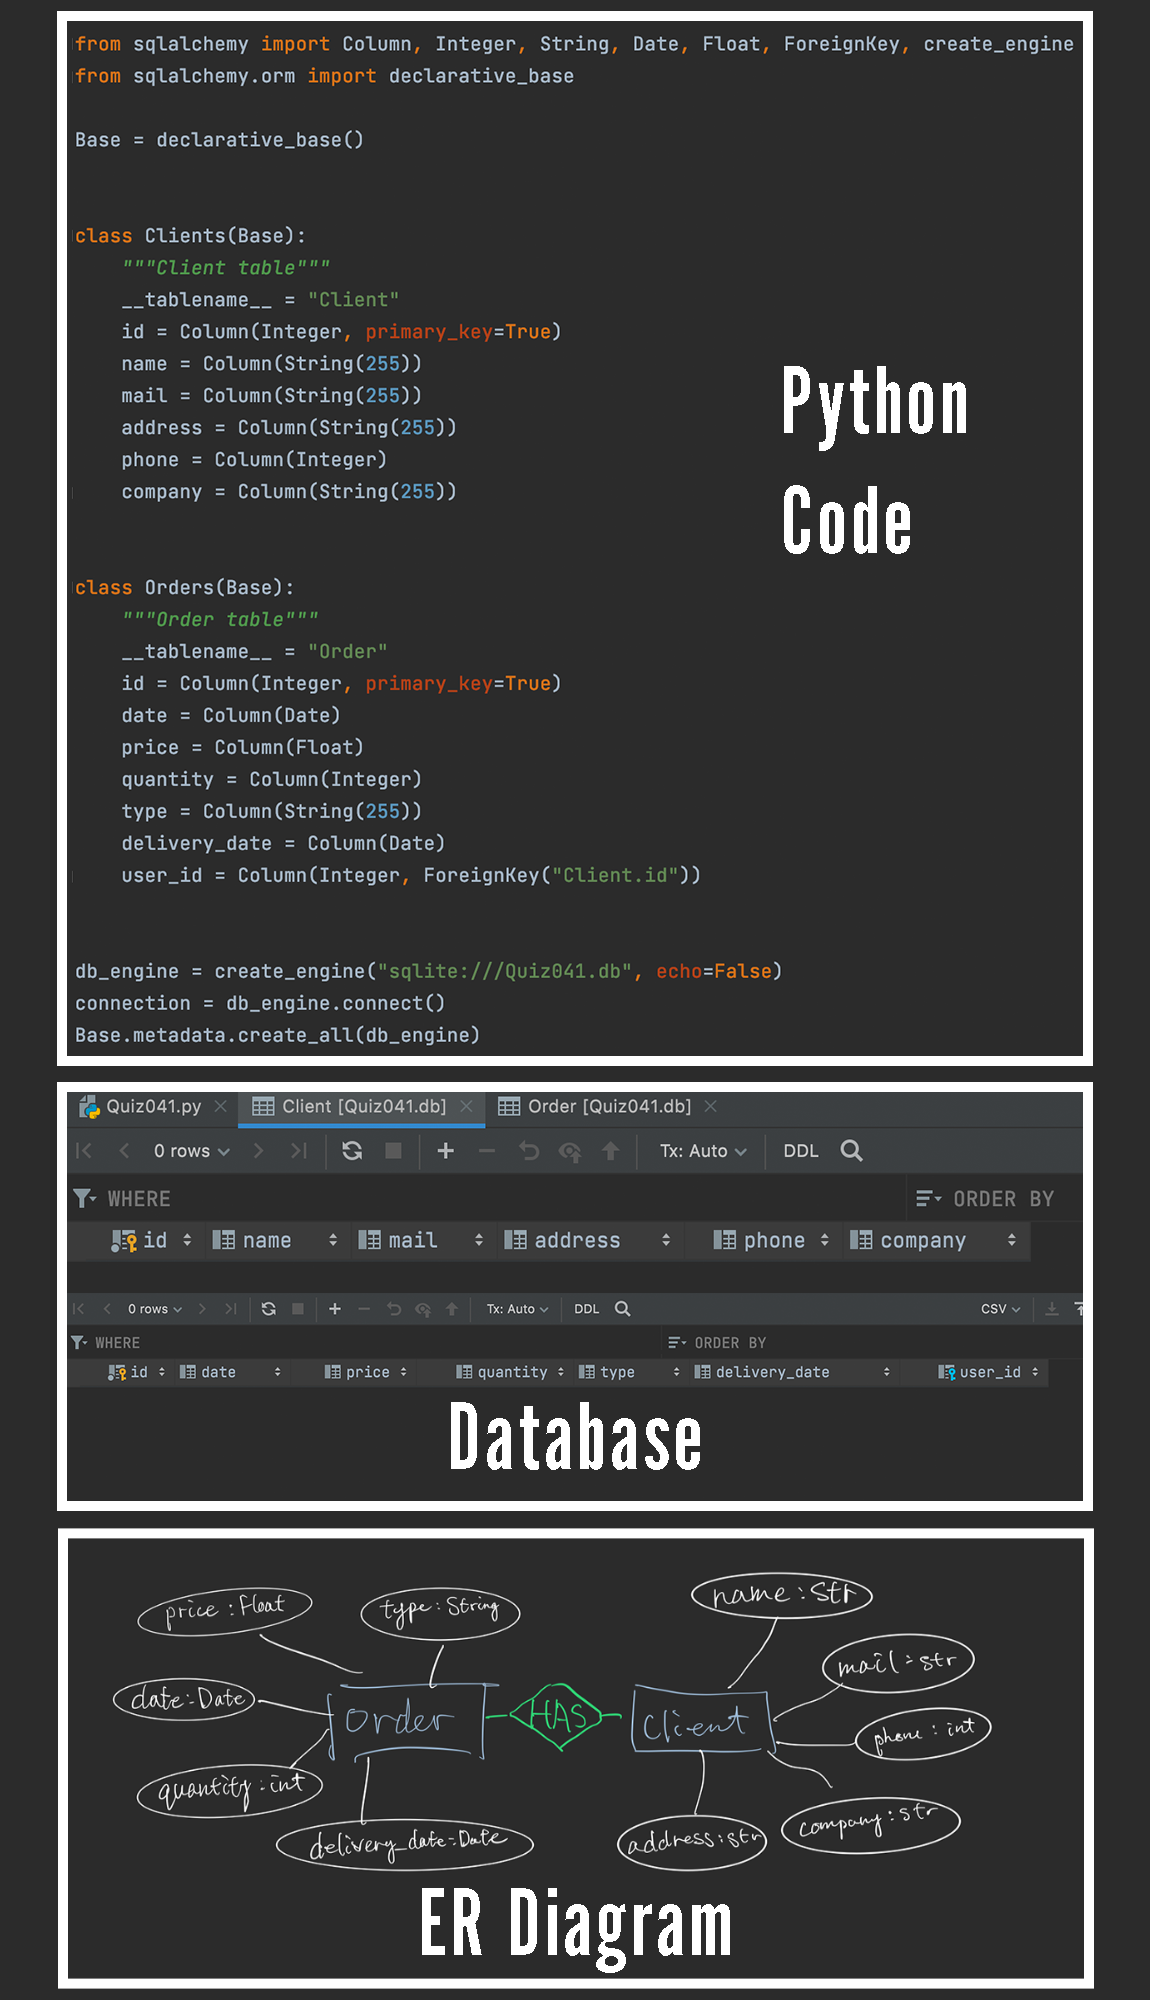 from sqlalchemy import Column, Integer, String, Date, Float, ForeignKey, create_engine
from sqlalchemy.orm import declarative_base
Base = declarative_base()
class Clients(Base):
    """Client table"""
    __tablename__ = "Client"
    id = Column(Integer, primary_key=True)
    name = Column(String(255))
    mail = Column(String(255))
    address = Column(String(255))
    phone = Column(Integer)
    company = Column(String(255))
Python
Code
class Orders(Base):
    """Order table"""
    __tablename__ = "Order"
    id = Column(Integer, primary_key=True)
    date = Column(Date)
    price = Column(Float)
    quantity = Column(Integer)
    type = Column(String(255))
    delivery_date = Column(Date)
    user_id = Column(Integer, ForeignKey("Client.id"))
db_engine = create_engine("sqlite:///Quiz041.db", echo=False)
connection = db_engine.connect()
Base.metadata.create_all(db_engine)
Quiz041.py Client [Quiz041.db] Order [Quiz041.db]
0 rows Tx: Auto DDL
WHERE ORDER BY
id name mail address phone company
0 rows Tx: Auto DDL CSV
WHERE ORDER BY
id date price quantity type delivery_date user_id
Database
price : Float
type : String
name : str
mail : str
date : Date
Order
HAS
Client
phone : int
quantity : int
delivery_date : Date
address : str
company : str
ER Diagram